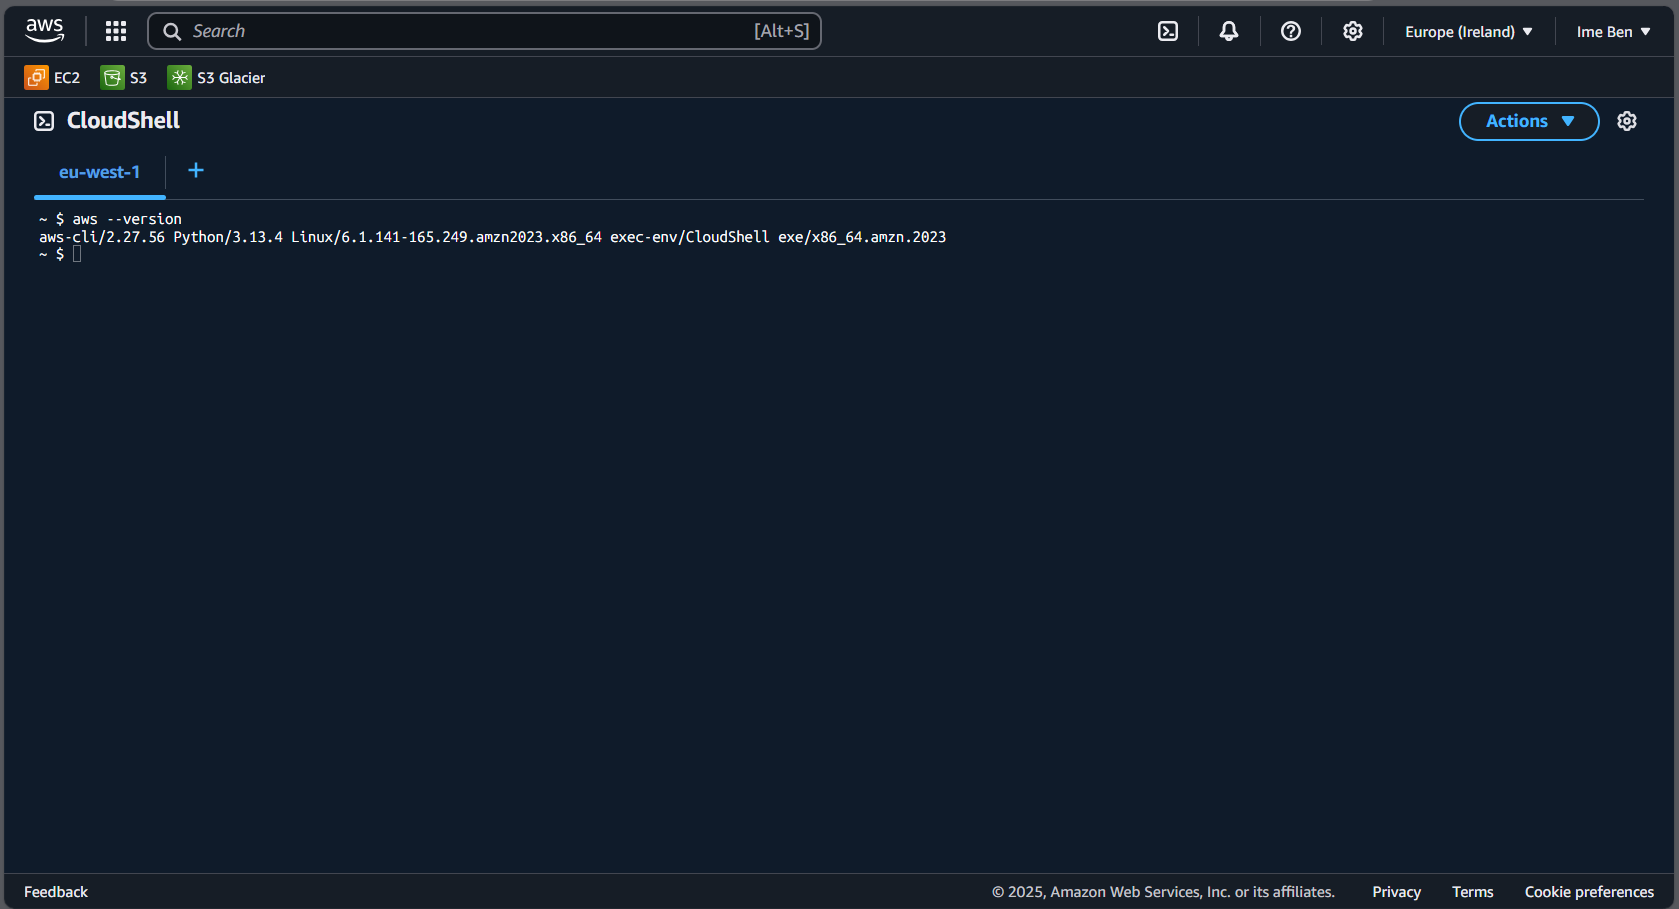 aws Search [Alt+S] Europe (Ireland) Ime Ben
EC2 S3 S3 Glacier
CloudShell Actions
eu-west-1 +
~ $ aws --version
aws-cli/2.27.56 Python/3.13.4 Linux/6.1.141-165.249.amzn2023.x86_64 exec-env/CloudShell exe/x86_64.amzn.2023
~ $
Feedback © 2025, Amazon Web Services, Inc. or its affiliates. Privacy Terms Cookie preferences